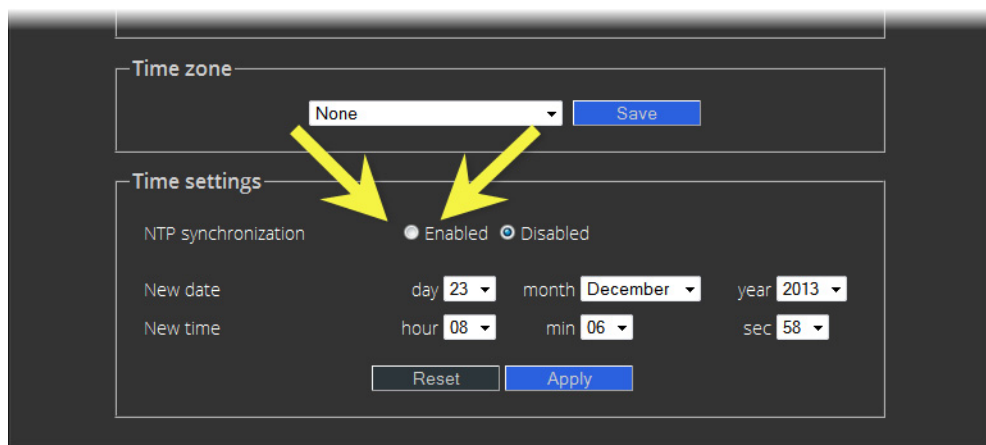 Time zone
None Save
Time settings
NTP synchronization Enabled Disabled
New date day 23 month December year 2013
New time hour 08 min 06 sec 58
Reset Apply